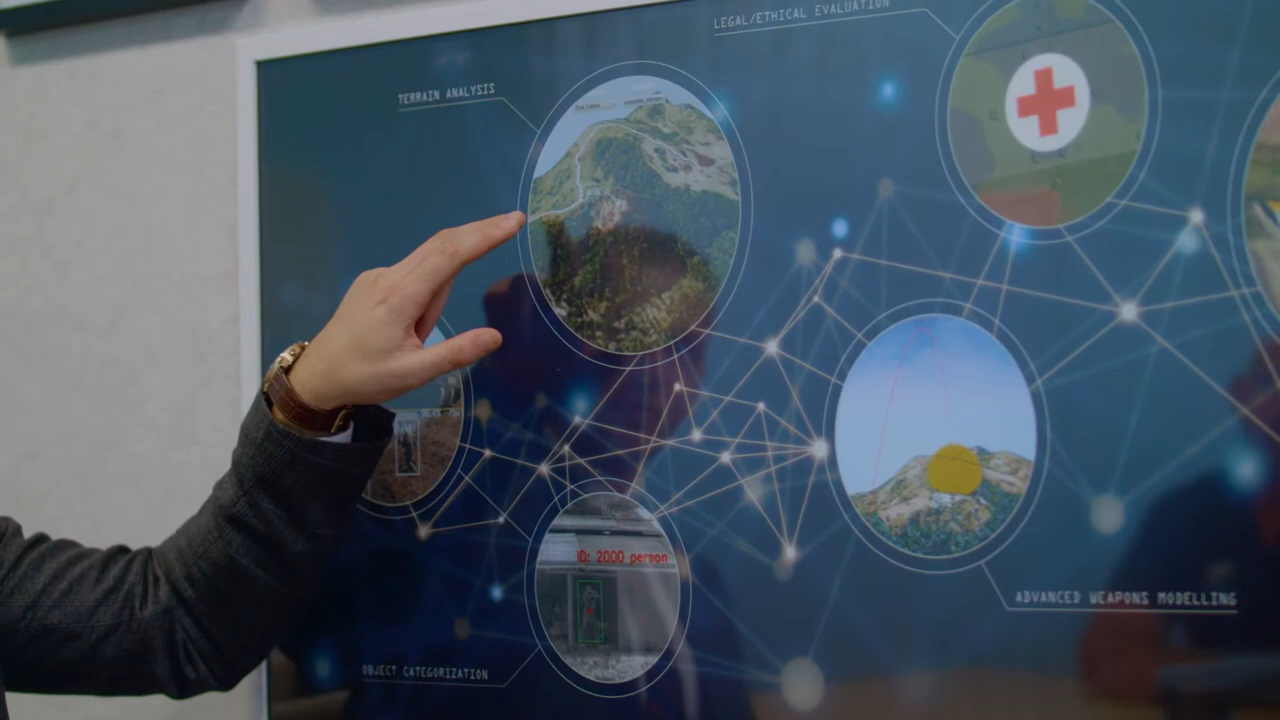 LEGAL/ETHICAL EVALUATION
TERRAIN ANALYSIS
ID: 2000 person
ADVANCED WEAPONS MODELLING
OBJECT CATEGORIZATION